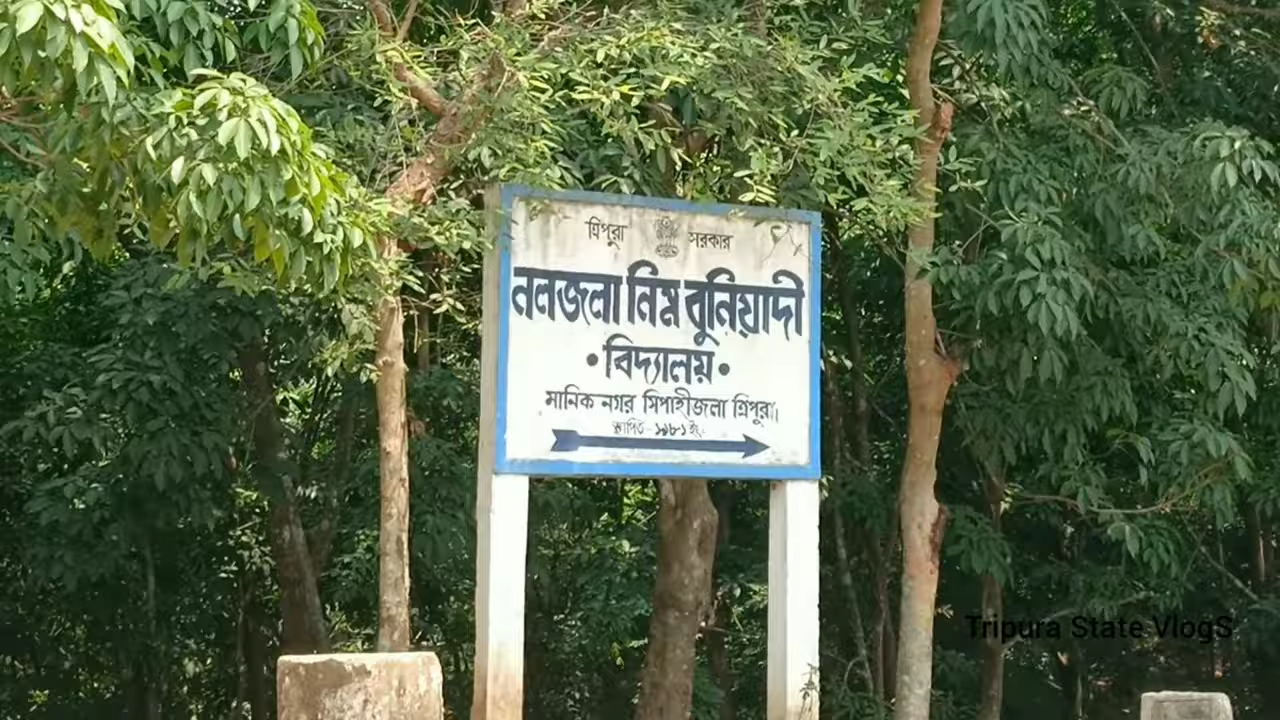 ত্রিপুরা সরকার
নলজলা নিম্ন বুনিয়াদী
•বিদ্যালয়•
মানিক নগর সিপাহীজলা ত্রিপুরা।
স্থাপিত - ১৯৮১ ইং
Tripura State VlogS